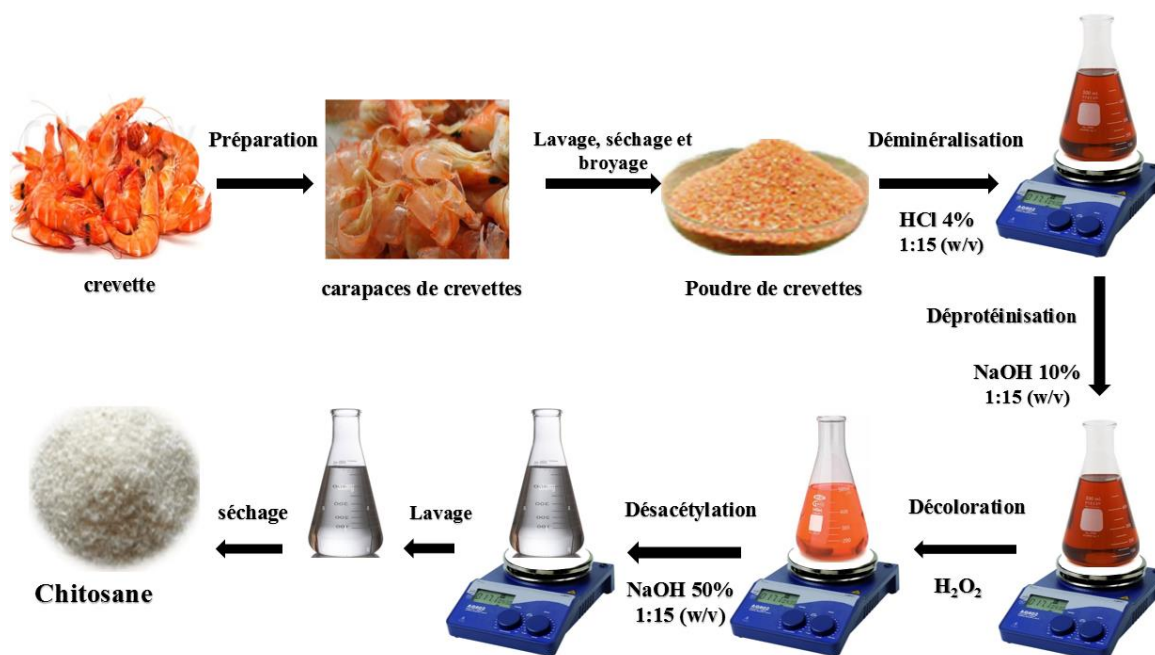 Préparation
Lavage, séchage et
broyage
Déminéralisation
HCl 4%
1:15 (w/v)
crevette
carapaces de crevettes
Poudre de crevettes
Déprotéinisation
NaOH 10%
1:15 (w/v)
Décoloration
H₂O₂
Désacétylation
NaOH 50%
1:15 (w/v)
Lavage
séchage
Chitosane